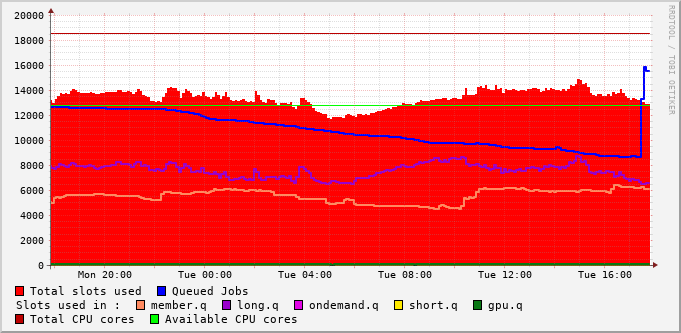 RRDTOOL / TOBI OETIKER
20000
18000
16000
14000
12000
10000
8000
6000
4000
2000
0
Mon 20:00 Tue 00:00 Tue 04:00 Tue 08:00 Tue 12:00 Tue 16:00
Total slots used Queued Jobs
Slots used in : member.q long.q ondemand.q short.q gpu.q
Total CPU cores Available CPU cores